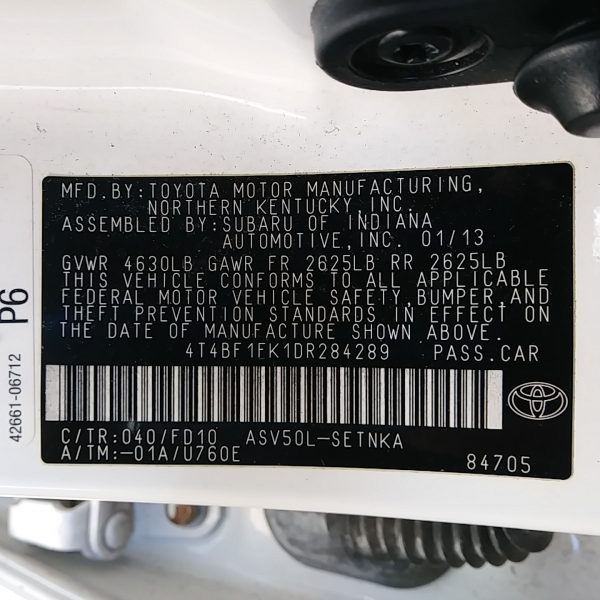 MFD.BY:TOYOTA MOTOR MANUFACTURING,
NORTHERN KENTUCKY INC.
ASSEMBLED BY:SUBARU OF INDIANA
AUTOMOTIVE,INC. 01/13
GVWR 4630LB GAWR FR 2625LB RR 2625LB
THIS VEHICLE CONFORMS TO ALL APPLICABLE
FEDERAL MOTOR VEHICLE SAFETY,BUMPER,AND
THEFT PREVENTION STANDARDS IN EFFECT ON
THE DATE OF MANUFACTURE SHOWN ABOVE.
4T4BF1FK1DR284289 PASS.CAR
C/TR:040/FD10 ASV50L-SETNKA
A/TM:-01A/U760E 84705
P6
42661-06712